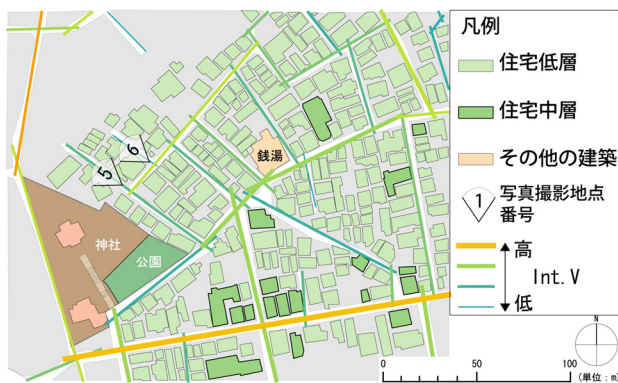 凡例
住宅低層
住宅中層
その他の建築
1
写真撮影地点
番号
高
Int. V
低
銭湯
6
5
神社
公園
N
0
50
100
(単位:m)